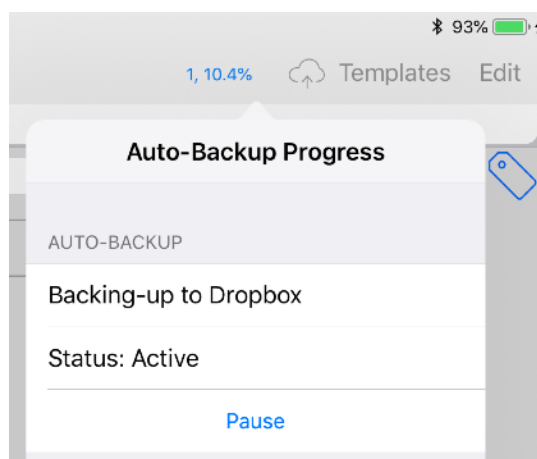 93%
1, 10.4% Templates Edit
Auto-Backup Progress
AUTO-BACKUP
Backing-up to Dropbox
Status: Active
Pause